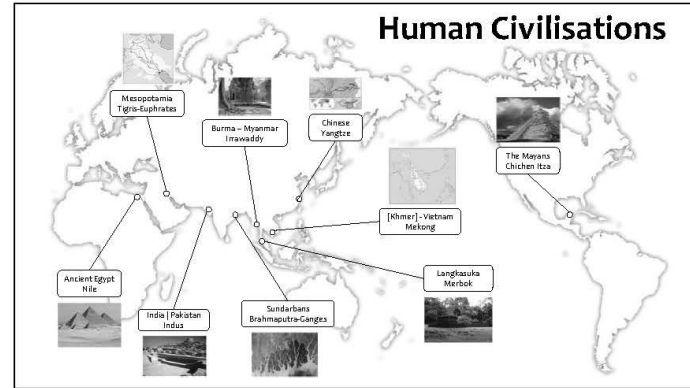 Human Civilisations
Mesopotamia
Tigris-Euphrates
Burma – Myanmar
Irrawaddy
Chinese
Yangtze
The Mayans
Chichen Itza
[Khmer] - Vietnam
Mekong
Ancient Egypt
Nile
India | Pakistan
Indus
Sundarbans
Brahmaputra-Ganges
Langkasuka
Merbok